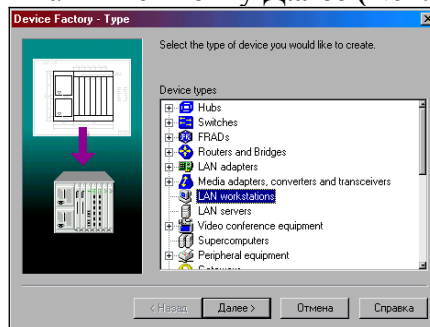 Device Factory - Type
Select the type of device you would like to create.
Device types
Hubs
Switches
FRADs
Routers and Bridges
LAN adapters
Media adapters, converters and transceivers
LAN workstations
LAN servers
Video conference equipment
Supercomputers
Peripheral equipment
< Назад
Далее >
Отмена
Справка